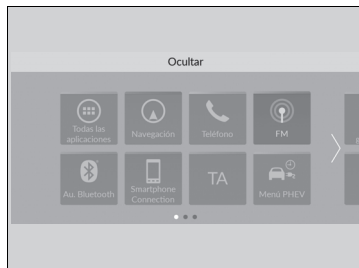 Ocultar
Todas las
aplicaciones
Navegación
Teléfono
FM
Au. Bluetooth
Smartphone
Connection
TA
Menú PHEV